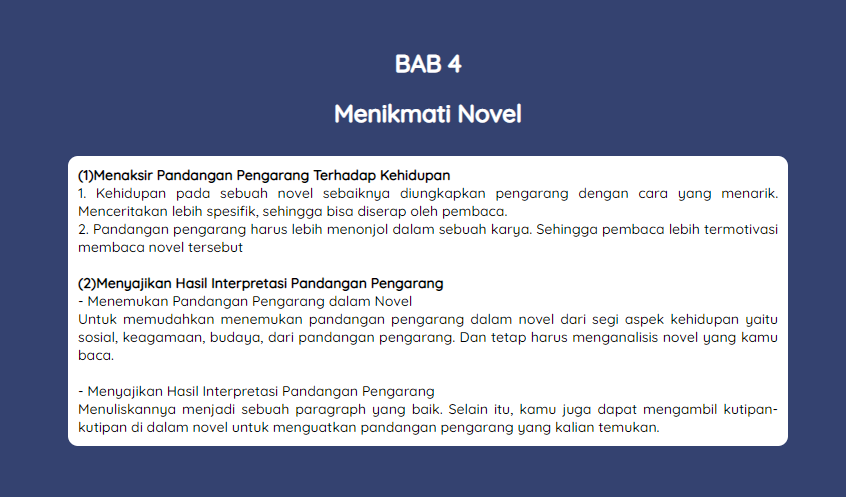 BAB 4
Menikmati Novel
(1)Menaksir Pandangan Pengarang Terhadap Kehidupan
1. Kehidupan pada sebuah novel sebaiknya diungkapkan pengarang dengan cara yang menarik.
Menceritakan lebih spesifik, sehingga bisa diserap oleh pembaca.
2. Pandangan pengarang harus lebih menonjol dalam sebuah karya. Sehingga pembaca lebih termotivasi
membaca novel tersebut
(2)Menyajikan Hasil Interpretasi Pandangan Pengarang
- Menemukan Pandangan Pengarang dalam Novel
Untuk memudahkan menemukan pandangan pengarang dalam novel dari segi aspek kehidupan yaitu
sosial, keagamaan, budaya, dari pandangan pengarang. Dan tetap harus menganalisis novel yang kamu
baca.
- Menyajikan Hasil Interpretasi Pandangan Pengarang
Menuliskannya menjadi sebuah paragraph yang baik. Selain itu, kamu juga dapat mengambil kutipan-
kutipan di dalam novel untuk menguatkan pandangan pengarang yang kalian temukan.